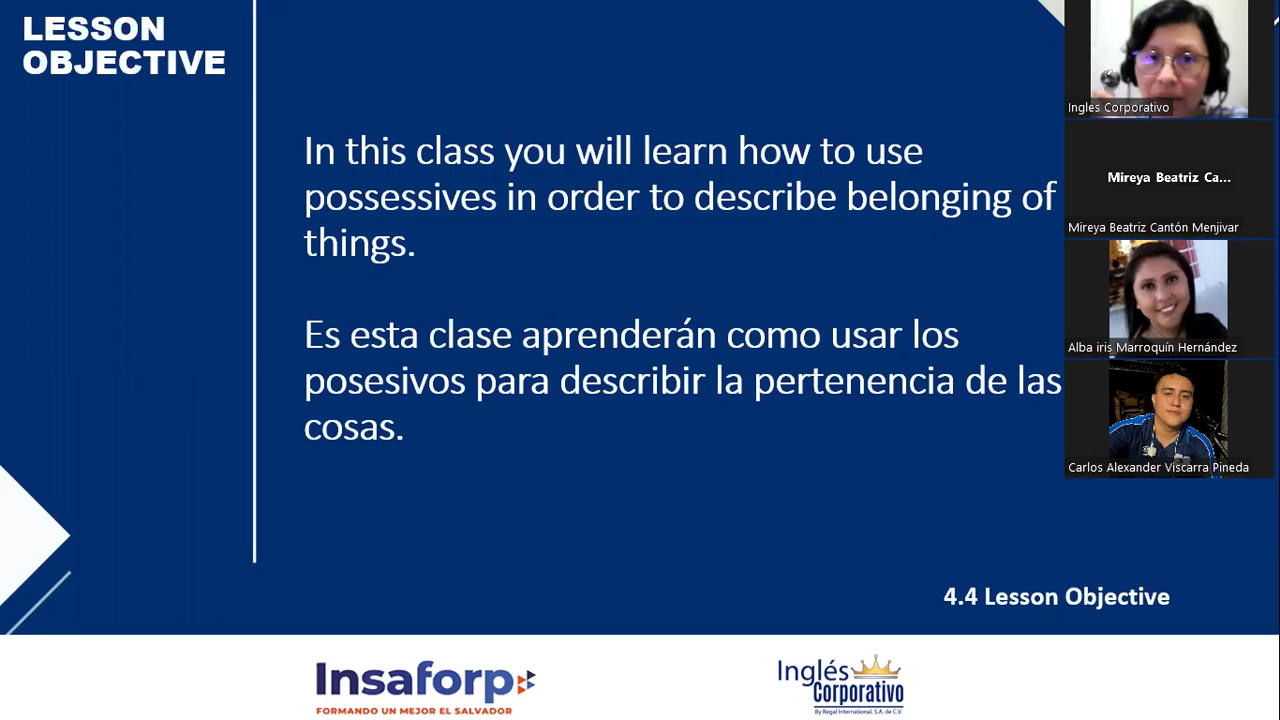 LESSON
OBJECTIVE
In this class you will learn how to use
possessives in order to describe belonging of
things.
Es esta clase aprenderán como usar los
posesivos para describir la pertenencia de las
cosas.
4.4 Lesson Objective
Insaforp
FORMANDO UN MEJOR EL SALVADOR
Inglés
Corporativo
By Regal International, S.A. de C.V.
Ingles Corporativo
Mireya Beatriz Ca...
Mireya Beatriz Cantón Menjivar
Alba iris Marroquín Hernández
Carlos Alexander Viscarra Pineda